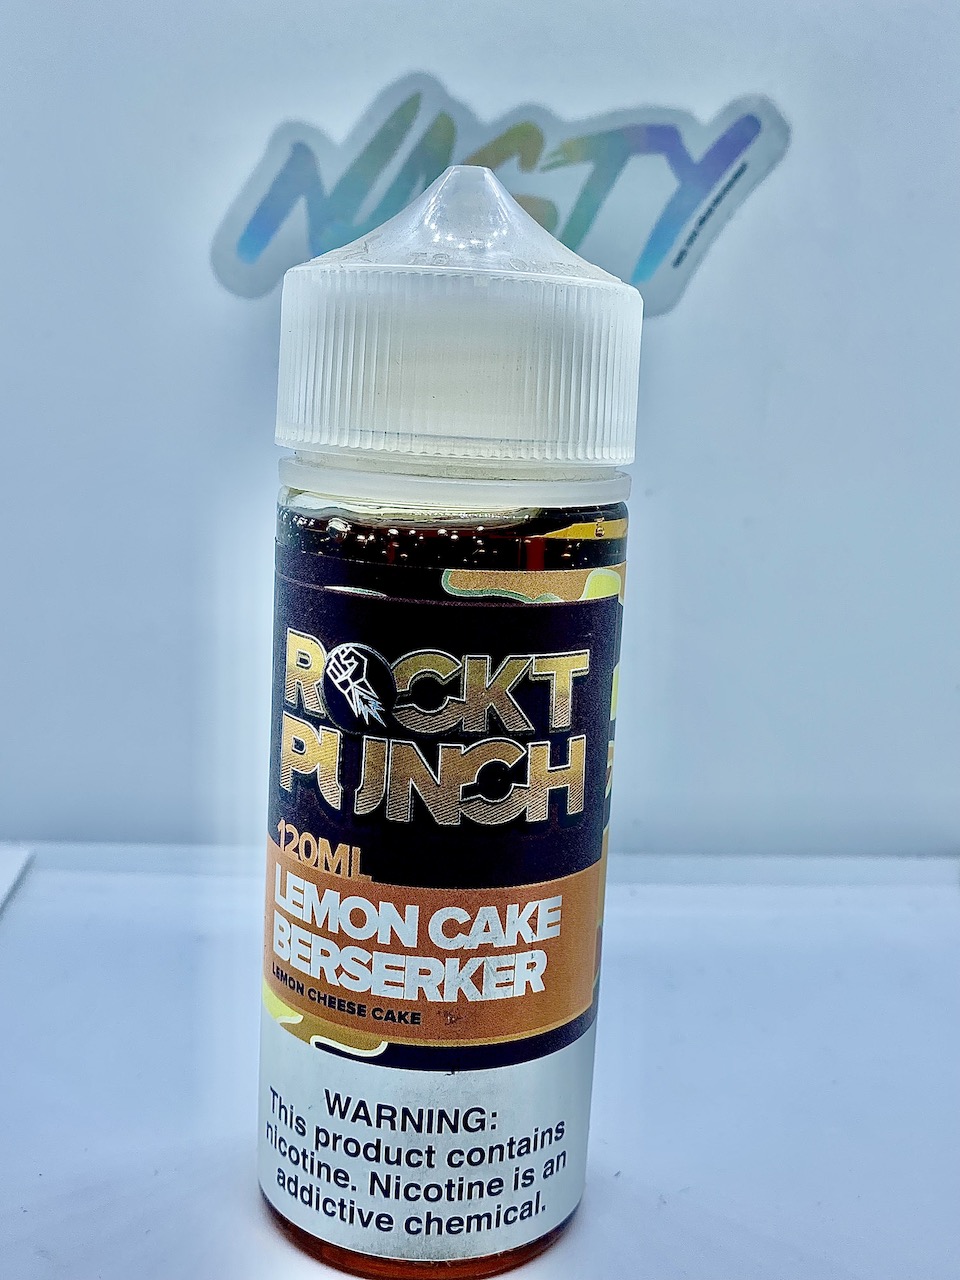 NASTY
ROCKT
PUNCH
120ML
LEMON CAKE
BERSERKER
LEMON CHEESE CAKE
WARNING:
This product contains
nicotine. Nicotine is an
addictive chemical.